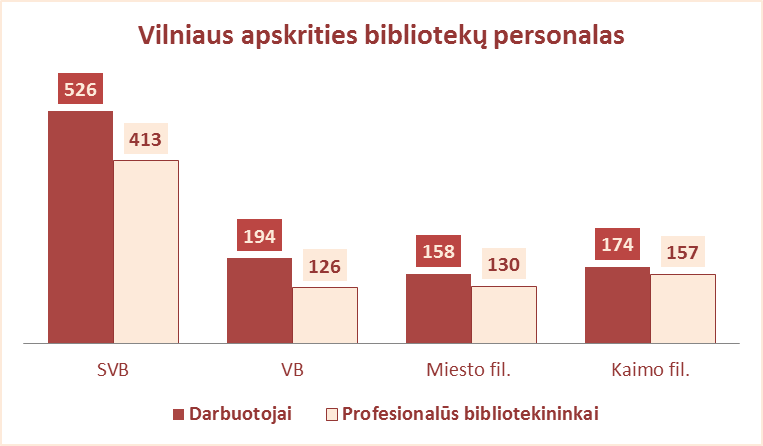 Vilniaus apskrities bibliotekų personalas
526
413
194
126
158
130
174
157
SVB
VB
Miesto fil.
Kaimo fil.
Darbuotojai
Profesionalūs bibliotekininkai